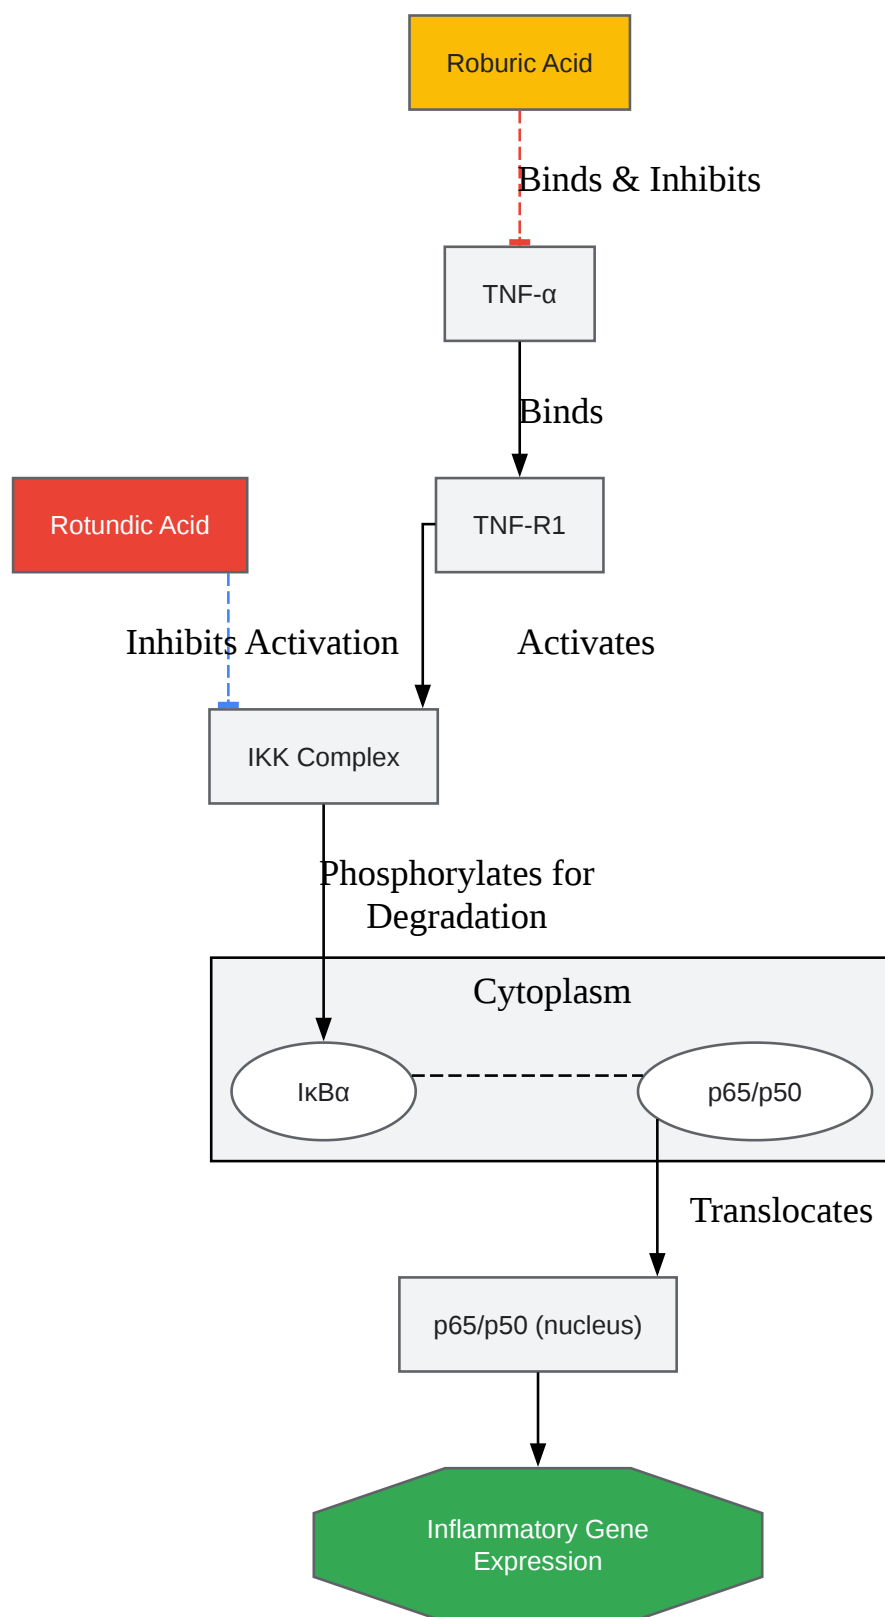 Roburic Acid
Binds & Inhibits
TNF-α
Binds
Rotundic Acid
TNF-R1
Inhibits Activation
Activates
IKK Complex
Phosphorylates for
Degradation
Cytoplasm
IκBα
p65/p50
Translocates
p65/p50 (nucleus)
Inflammatory Gene
Expression